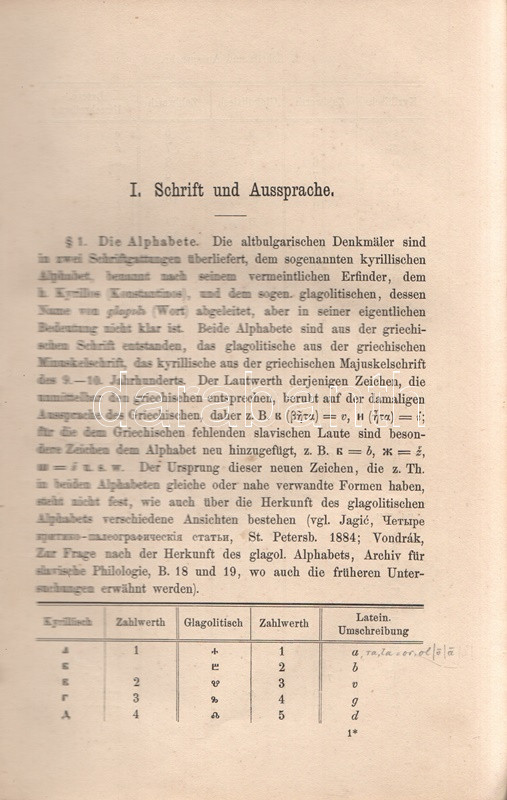 I. Schrift und Aussprache.
§ 1. Die Alphabete. Die altbulgarischen Denkmäler sind
in zwei Schriftgattungen überliefert, dem sogenannten kyrillischen
Alphabet, benannt nach seinem vermeintlichen Erfinder, dem
h. Kyrillos (Konstantinos), und dem sogen. glagolitischen, dessen
Name von glagolъ (Wort) abgeleitet, aber in seiner eigentlichen
Bedeutung nicht klar ist. Beide Alphabete sind aus der griechi-
schen Schrift entstanden, das glagolitische aus der griechischen
Minuskelschrift, das kyrillische aus der griechischen Majuskelschrift
des 9.—10. Jahrhunderts. Der Lautwerth derjenigen Zeichen, die
unmittelbar griechischen entsprechen, beruht auf der damaligen
Aussprache des Griechischen, daher z. B. в (βῆτα) = v, и (ἦτα) = i;
für die dem Griechischen fehlenden slavischen Laute sind beson-
dere Zeichen dem Alphabet neu hinzugefügt, z. B. б = b, ж = ž,
ш = š u. s. w. Der Ursprung dieser neuen Zeichen, die z. Th.
in beiden Alphabeten gleiche oder nahe verwandte Formen haben,
steht nicht fest, wie auch über die Herkunft des glagolitischen
Alphabets verschiedene Ansichten bestehen (vgl. Jagić, Четыре
критико-палеографическія статьи, St. Petersb. 1884; Vondrák,
Zur Frage nach der Herkunft des glagol. Alphabets, Archiv für
slavische Philologie, B. 18 und 19, wo auch die früheren Unter-
suchungen erwähnt werden).
Kyrillisch Zahlwerth Glagolitisch Zahlwerth Latein. Umschreibung
а 1 ⰰ 1 a
б ⰱ 2 b
в 2 ⰲ 3 v
г 3 ⰳ 4 g
д 4 ⰴ 5 d
1*
darabanth